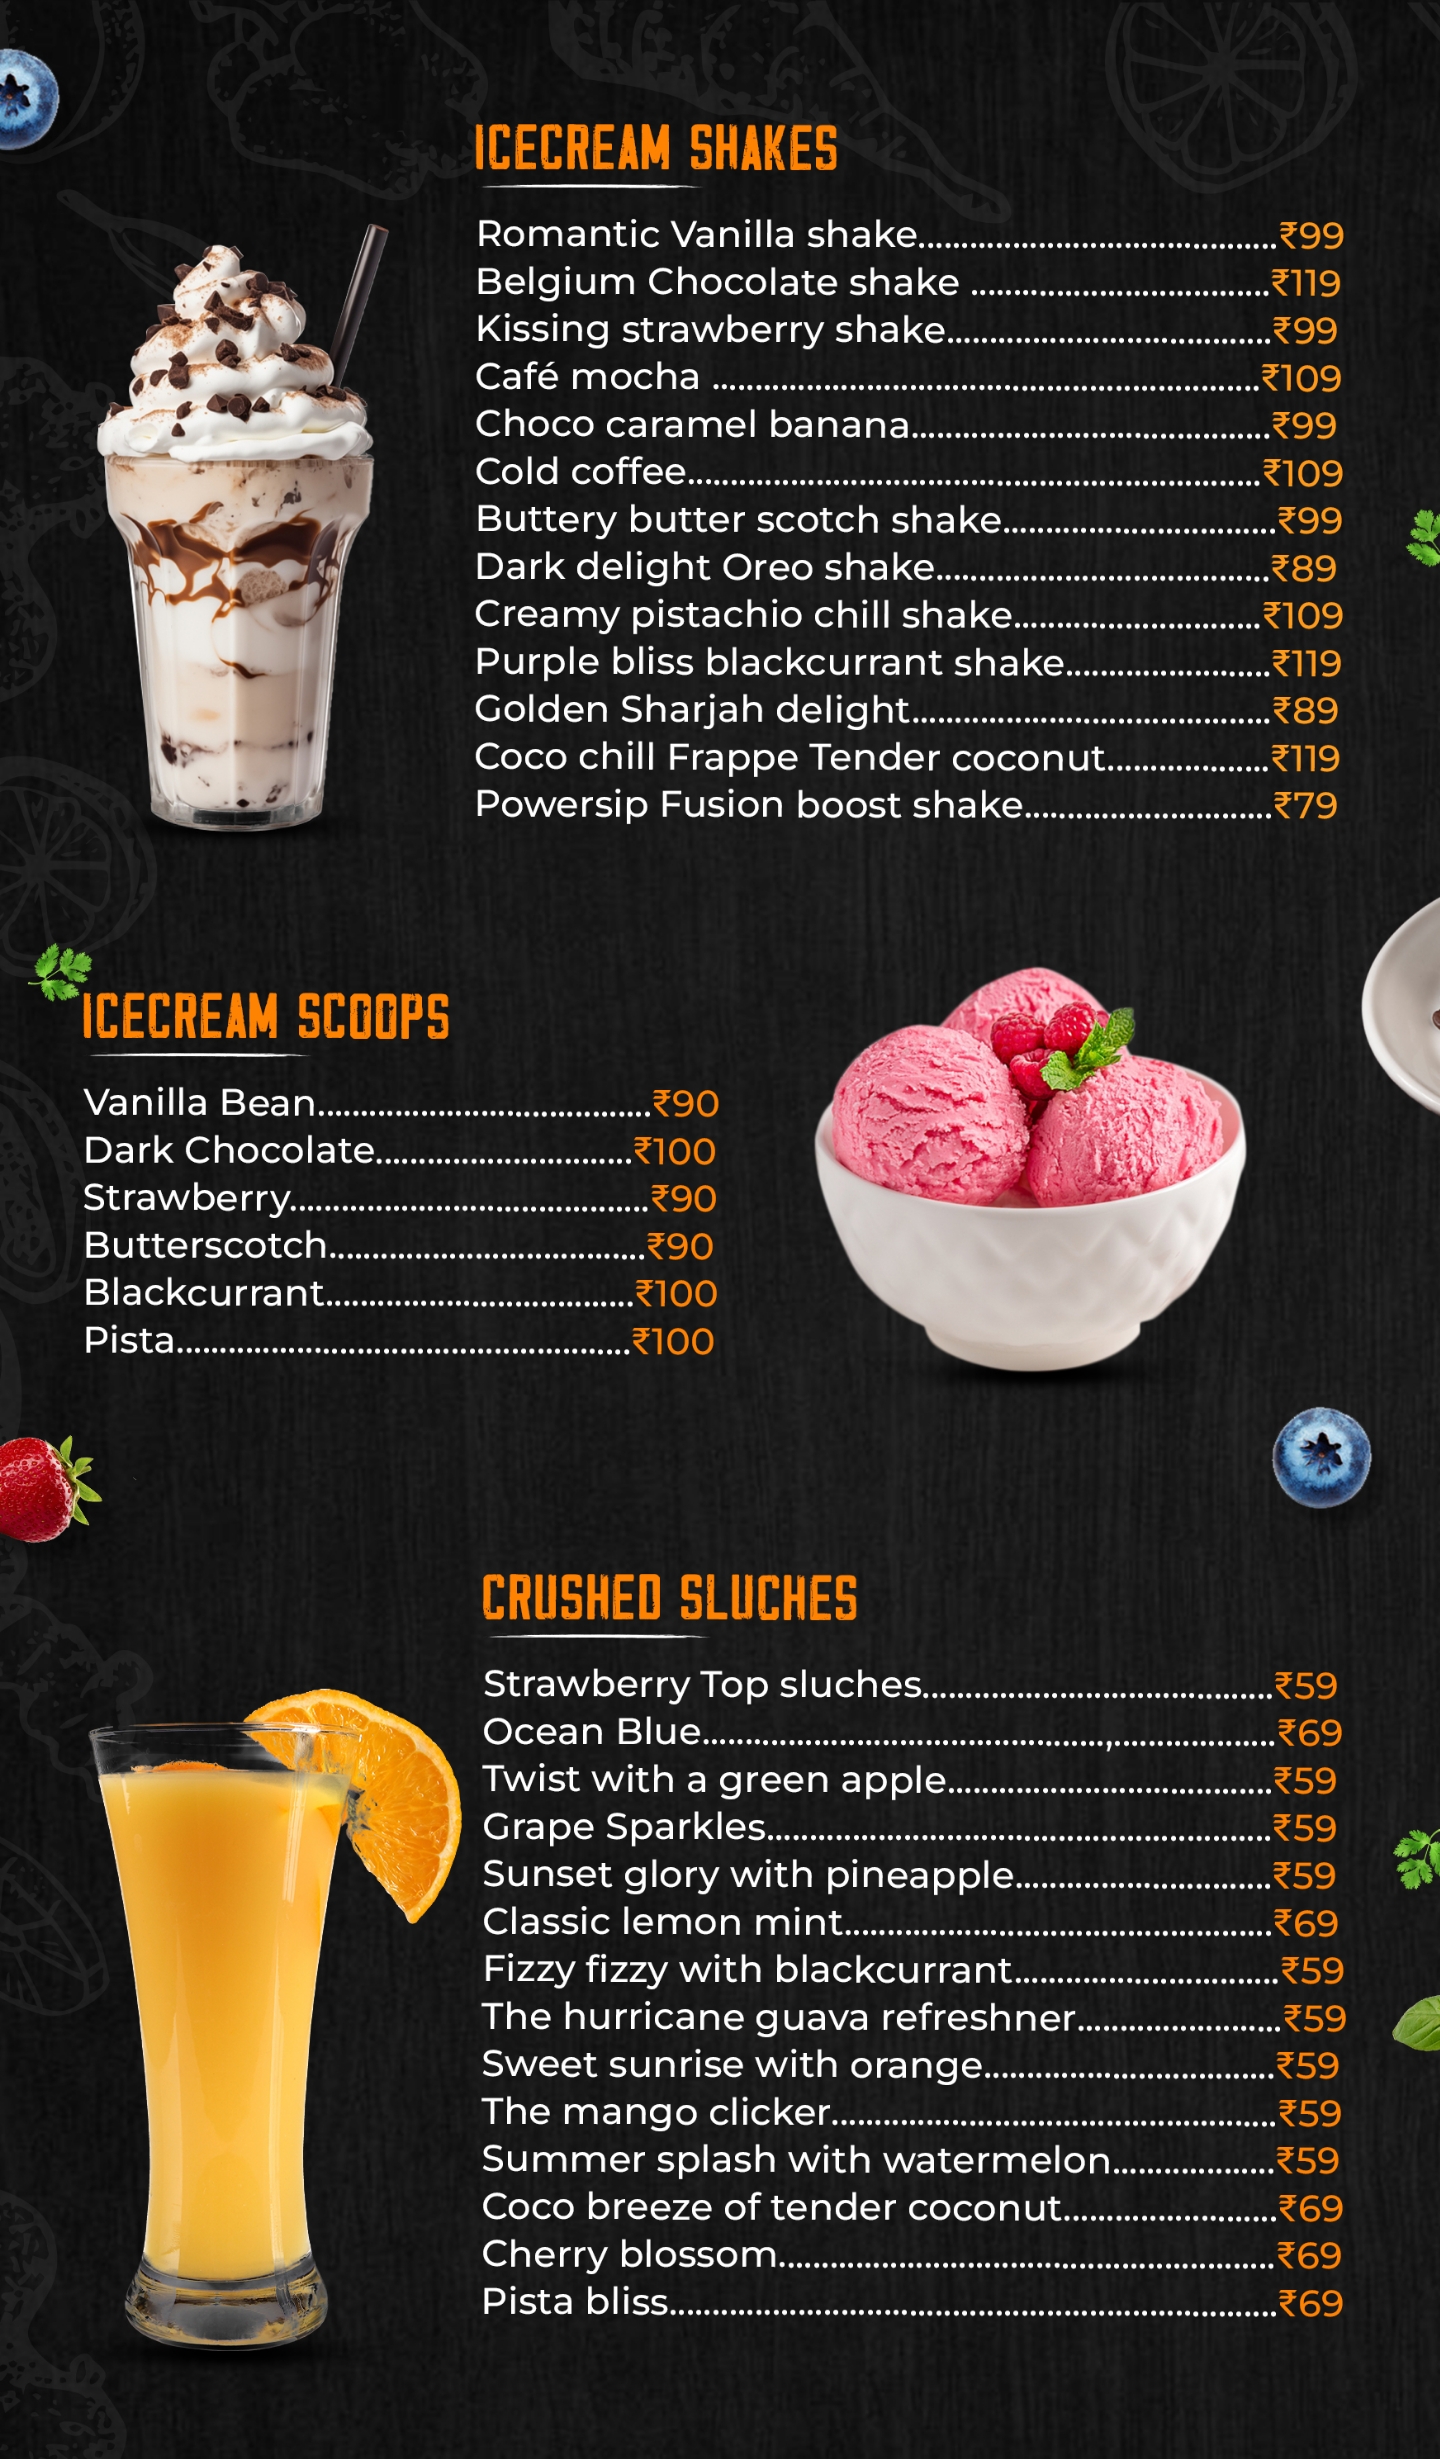 ICECREAM SHAKES
Romantic Vanilla shake..........................................₹99
Belgium Chocolate shake ...................................₹119
Kissing strawberry shake......................................₹99
Café mocha ................................................................₹109
Choco caramel banana..........................................₹99
Cold coffee...................................................................₹109
Buttery butter scotch shake................................₹99
Dark delight Oreo shake.......................................₹89
Creamy pistachio chill shake.............................₹109
Purple bliss blackcurrant shake........................₹119
Golden Sharjah delight..........................................₹89
Coco chill Frappe Tender coconut...................₹119
Powersip Fusion boost shake.............................₹79
ICECREAM SCOOPS
Vanilla Bean.......................................₹90
Dark Chocolate..............................₹100
Strawberry..........................................₹90
Butterscotch.....................................₹90
Blackcurrant....................................₹100
Pista.....................................................₹100
CRUSHED SLUCHES
Strawberry Top sluches.........................................₹59
Ocean Blue...............................................,...................₹69
Twist with a green apple......................................₹59
Grape Sparkles...........................................................₹59
Sunset glory with pineapple..............................₹59
Classic lemon mint..................................................₹69
Fizzy fizzy with blackcurrant...............................₹59
The hurricane guava refreshner........................₹59
Sweet sunrise with orange..................................₹59
The mango clicker....................................................₹59
Summer splash with watermelon...................₹59
Coco breeze of tender coconut.........................₹69
Cherry blossom..........................................................₹69
Pista bliss.......................................................................₹69